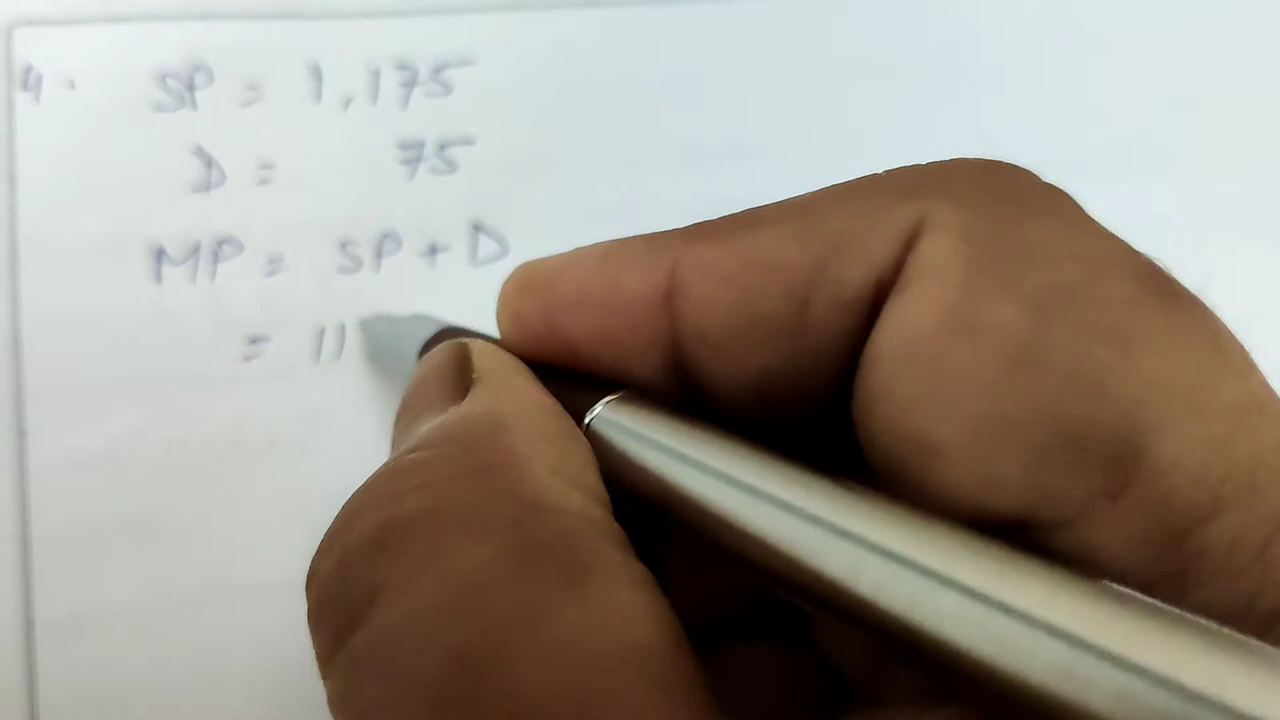 4. SP = 1,175
D = 75
MP = SP + D
= 11